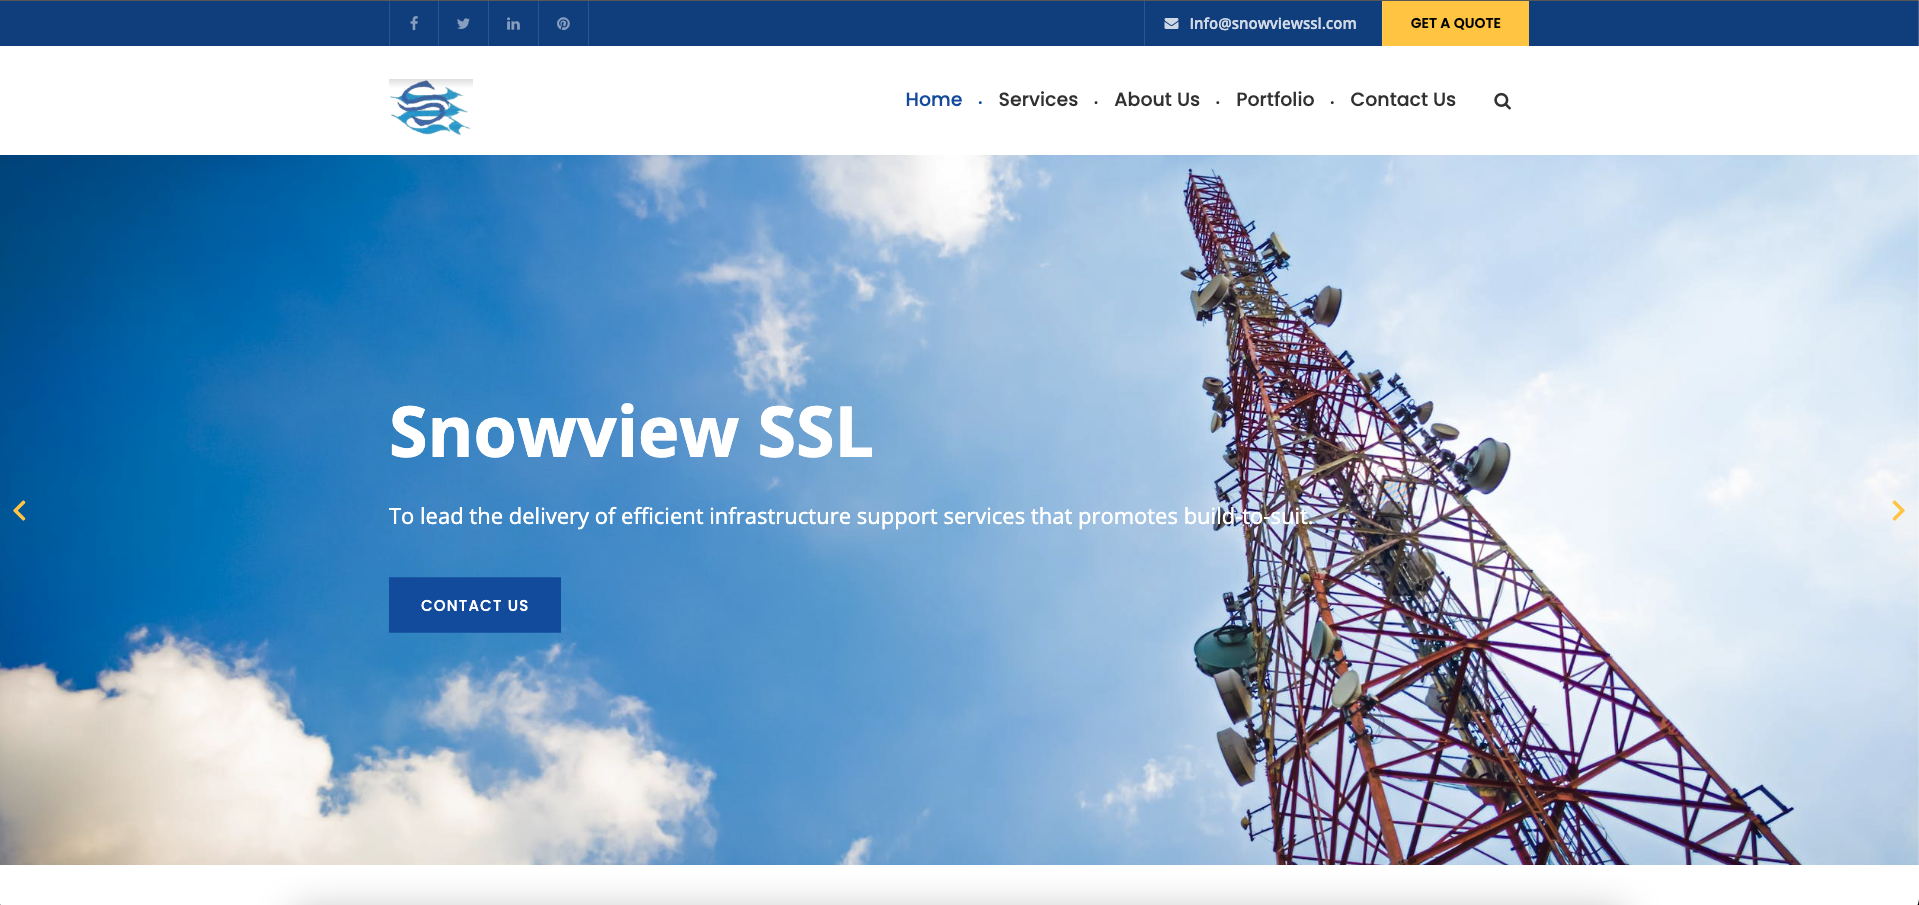 Info@snowviewssl.com
GET A QUOTE
Home . Services . About Us . Portfolio . Contact Us
Snowview SSL
To lead the delivery of efficient infrastructure support services that promotes build-to-suit.
CONTACT US